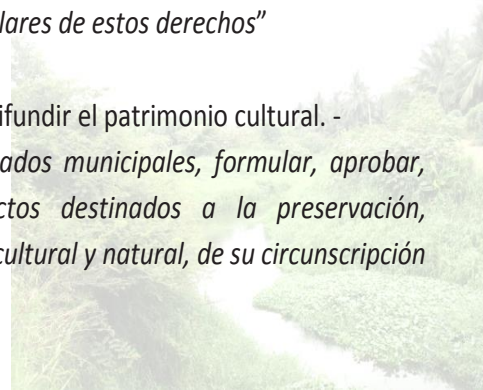 lares de estos derechos"
ifundir el patrimonio cultural. -
ados municipales, formular, aprobar,
ctos destinados a la preservación,
cultural y natural, de su circunscripción